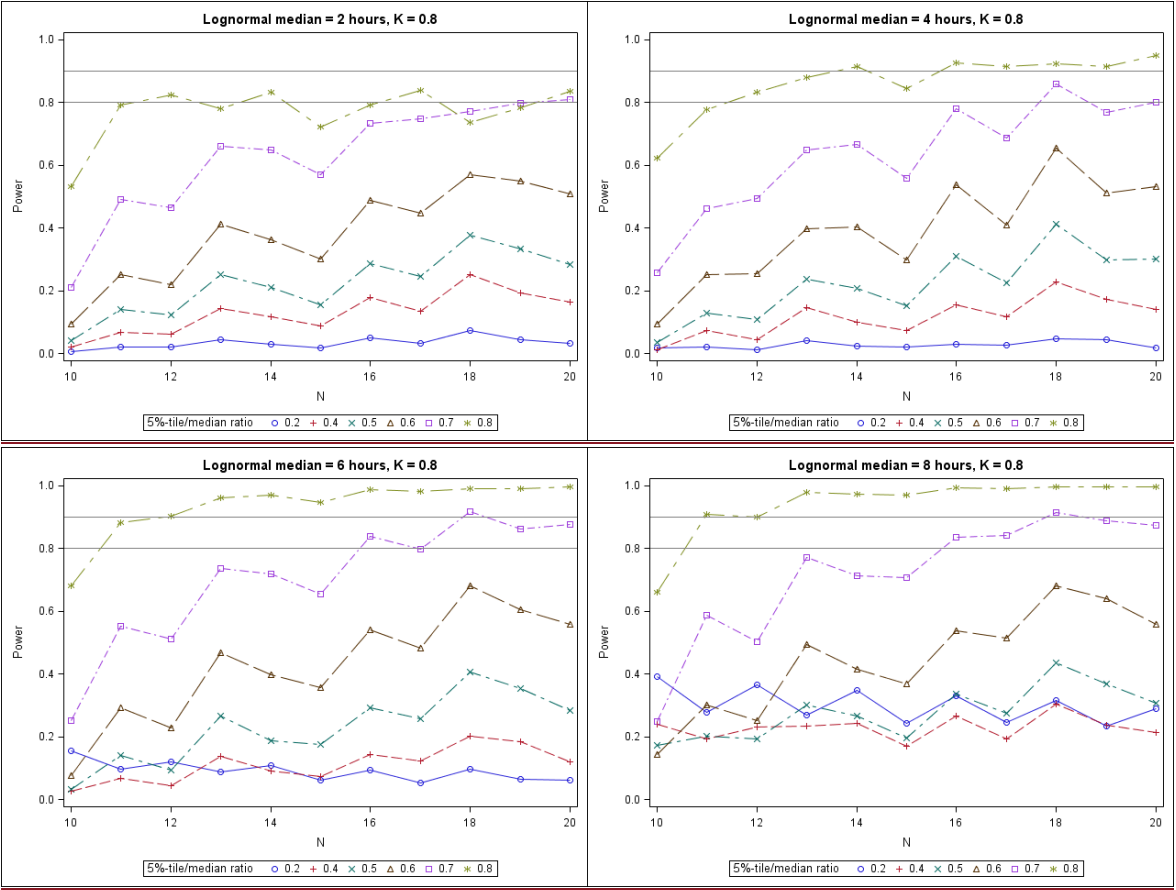 Lognormal median = 2 hours, K = 0.8
1.0
0.8
0.6
0.4
0.2
0.0
Power
10 12 14 16 18 20
N
5%-tile/median ratio 0.2 0.4 0.5 0.6 0.7 0.8
Lognormal median = 4 hours, K = 0.8
1.0
0.8
0.6
0.4
0.2
0.0
Power
10 12 14 16 18 20
N
5%-tile/median ratio 0.2 0.4 0.5 0.6 0.7 0.8
Lognormal median = 6 hours, K = 0.8
1.0
0.8
0.6
0.4
0.2
0.0
Power
10 12 14 16 18 20
N
5%-tile/median ratio 0.2 0.4 0.5 0.6 0.7 0.8
Lognormal median = 8 hours, K = 0.8
1.0
0.8
0.6
0.4
0.2
0.0
Power
10 12 14 16 18 20
N
5%-tile/median ratio 0.2 0.4 0.5 0.6 0.7 0.8